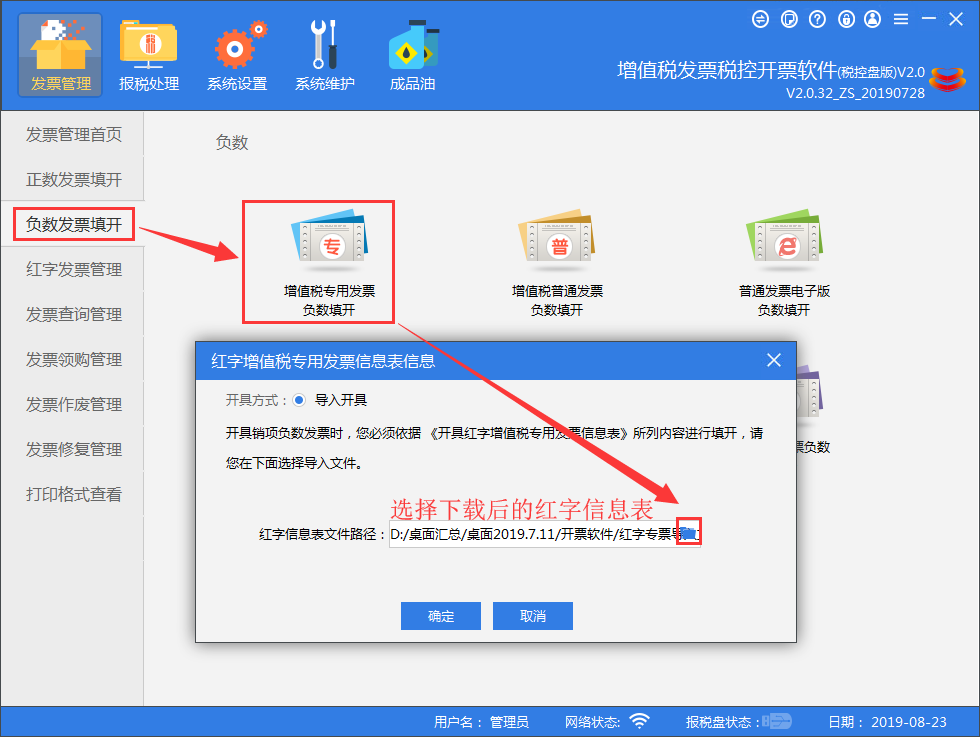 发票管理
报税处理
系统设置
系统维护
成品油
增值税发票税控开票软件(税控盘版)V2.0
V2.0.32_ZS_20190728
发票管理首页
正数发票填开
负数发票填开
红字发票管理
发票查询管理
发票领购管理
发票作废管理
发票修复管理
打印格式查看
负数
专
增值税专用发票
负数填开
普
增值税普通发票
负数填开
普通发票电子版
负数填开
票负数
红字增值税专用发票信息表信息
开具方式：
导入开具
开具销项负数发票时，您必须依据 《开具红字增值税专用发票信息表》所列内容进行填开，请
您在下面选择导入文件。
选择下载后的红字信息表
红字信息表文件路径：
D:/桌面汇总/桌面2019.7.11/开票软件/红字专票导
确定
取消
用户名： 管理员
网络状态:
报税盘状态：
日期： 2019-08-23